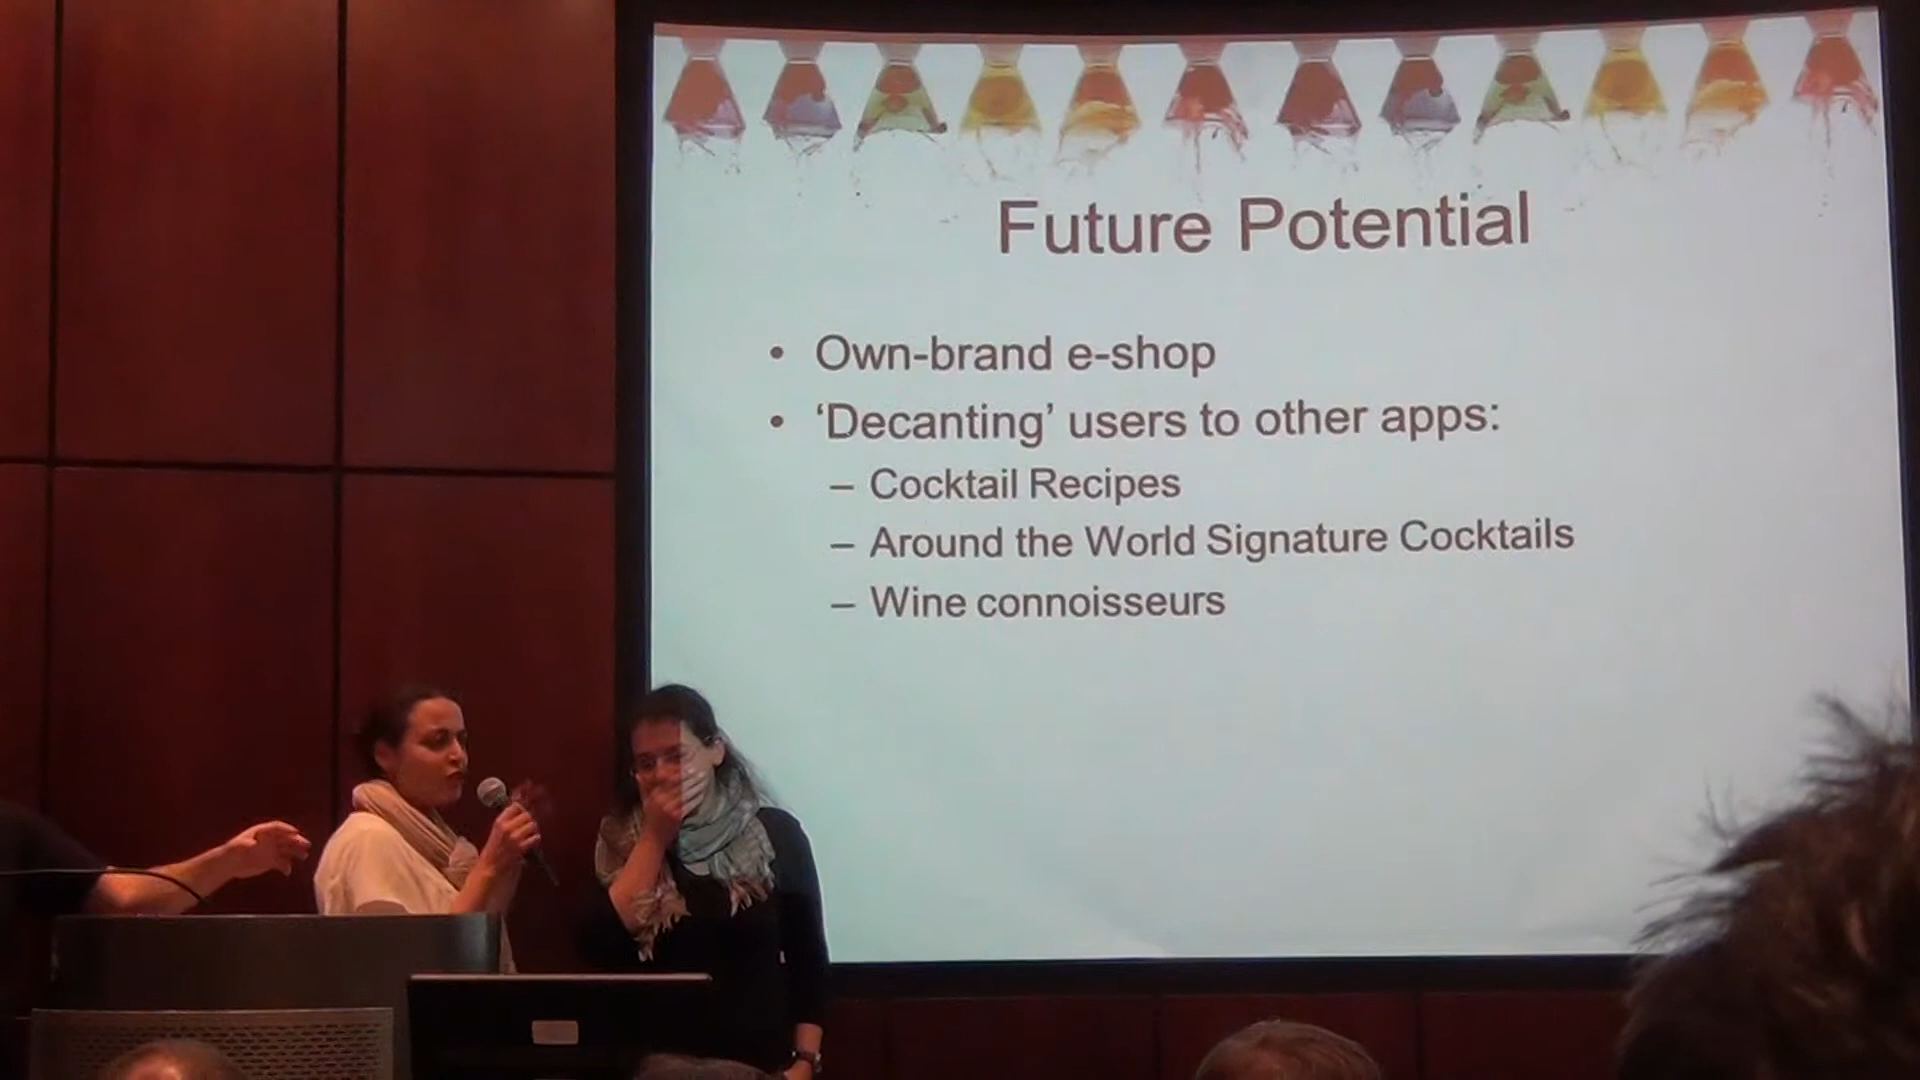 Future Potential
• Own-brand e-shop
• ‘Decanting’ users to other apps:
– Cocktail Recipes
– Around the World Signature Cocktails
– Wine connoisseurs